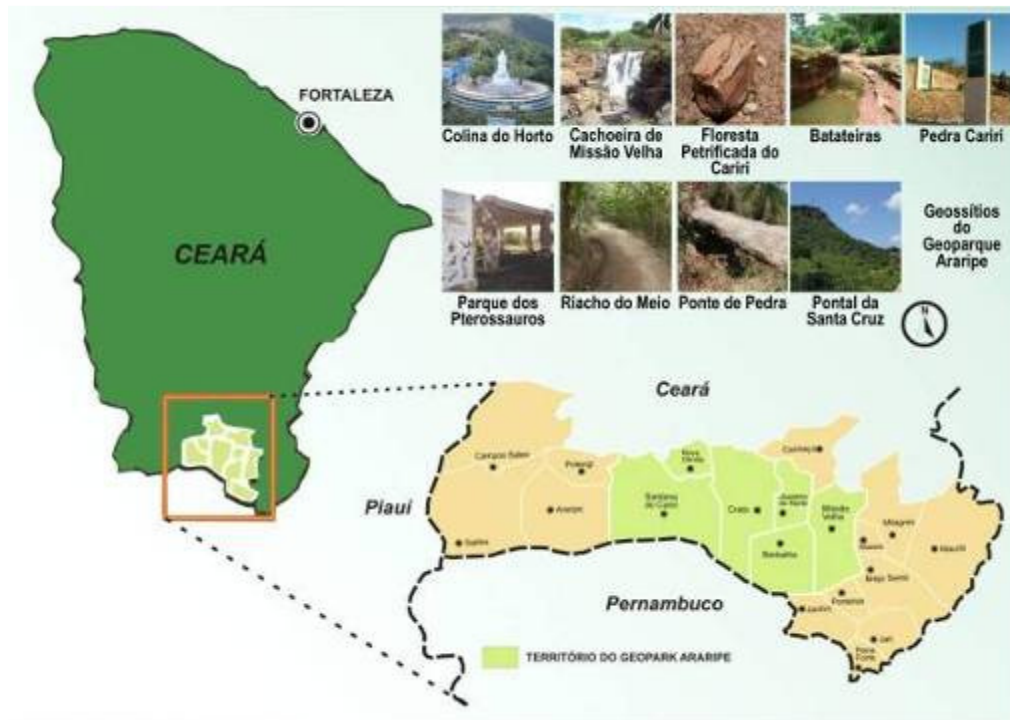 FORTALEZA
CEARÁ
Colina do Horto
Cachoeira de
Missão Velha
Floresta
Petrificada do
Cariri
Batateiras
Pedra Cariri
Parque dos
Pterossauros
Riacho do Meio
Ponte de Pedra
Pontal da
Santa Cruz
Geossítios
do
Geoparque
Araripe
N
Ceará
Piauí
Pernambuco
Campos Sales
Potengi
Araripe
Salitre
Santana
do Cariri
Nova
Olinda
Crato
Juazeiro
do Norte
Barbalha
Missão
Velha
Milagres
Mauriti
Brejo Santo
Porteiras
Jardim
Jati
Pena
Forte
TERRITÓRIO DO GEOPARK ARARIPE